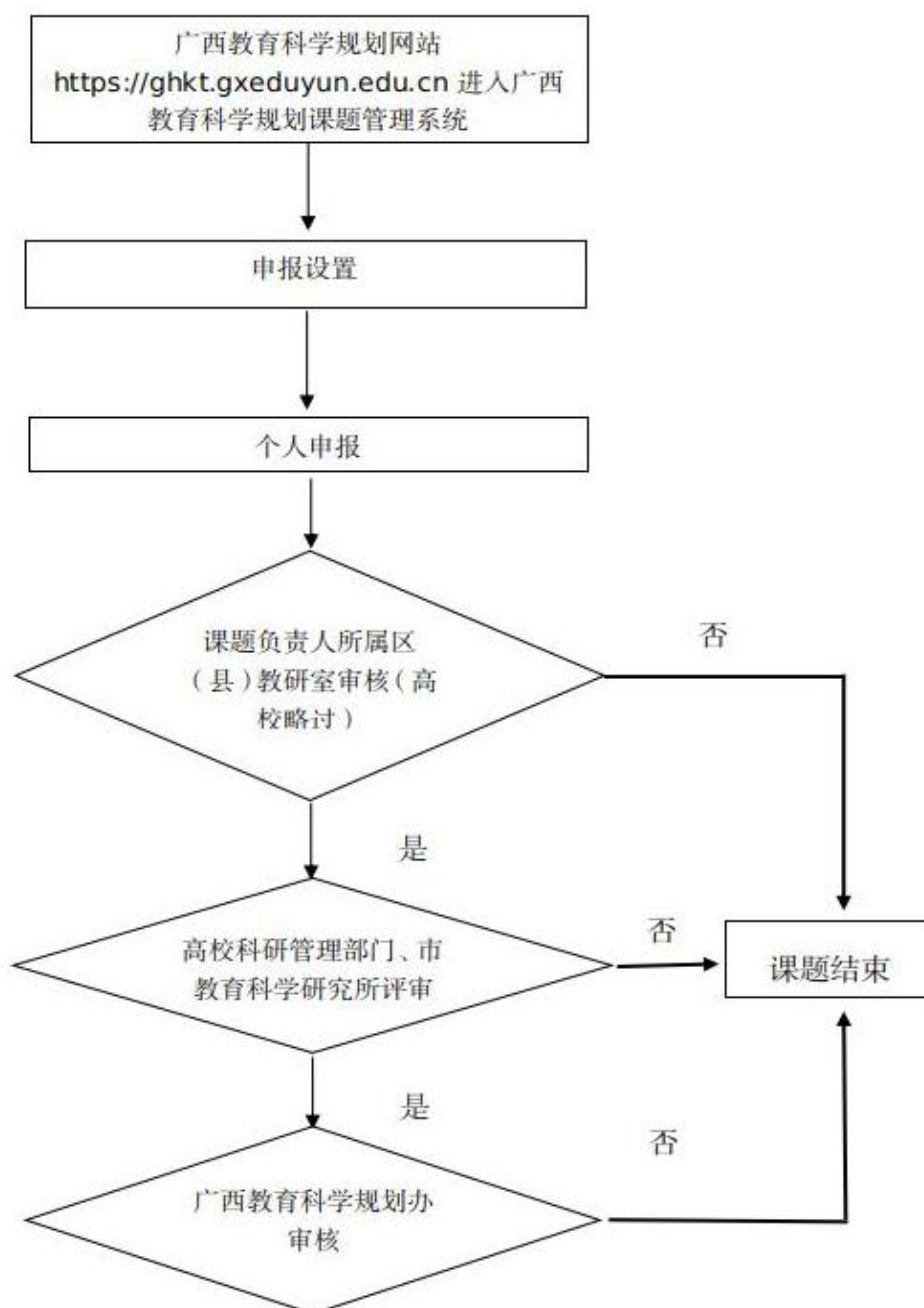 广西教育科学规划网站
https://ghkt.gxeduyun.edu.cn 进入广西
教育科学规划课题管理系统
申报设置
个人申报
课题负责人所属区
（县）教研室审核（高
校略过）
否
是
高校科研管理部门、市
教育科学研究所评审
否
课题结束
是
广西教育科学规划办
审核
否